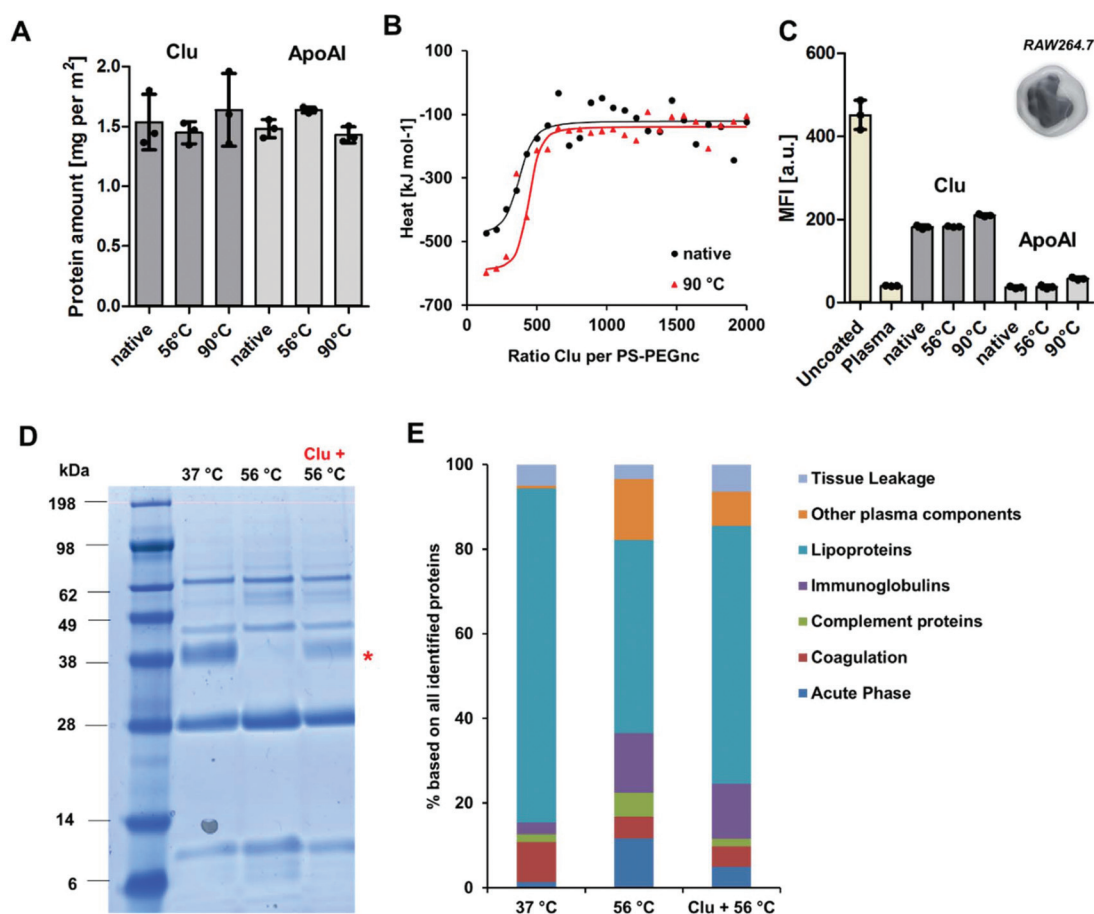 A
Clu
ApoAI
Protein amount [mg per m²]
2.0
1.5
1.0
0.5
0.0
native
56°C
90°C
native
56°C
90°C
B
Heat [kJ mol-1]
100
-100
-300
-500
-700
0
500
1000
1500
2000
native
90 °C
Ratio Clu per PS-PEGnc
C
RAW264.7
MFI [a.u.]
600
400
200
0
Clu
ApoAI
Uncoated
Plasma
native
56°C
90°C
native
56°C
90°C
D
kDa
37 °C
56 °C
Clu +
56 °C
198
98
62
49
38
28
14
6
*
E
% based on all identified proteins
100
80
60
40
20
0
37 °C
56 °C
Clu + 56 °C
Tissue Leakage
Other plasma components
Lipoproteins
Immunoglobulins
Complement proteins
Coagulation
Acute Phase